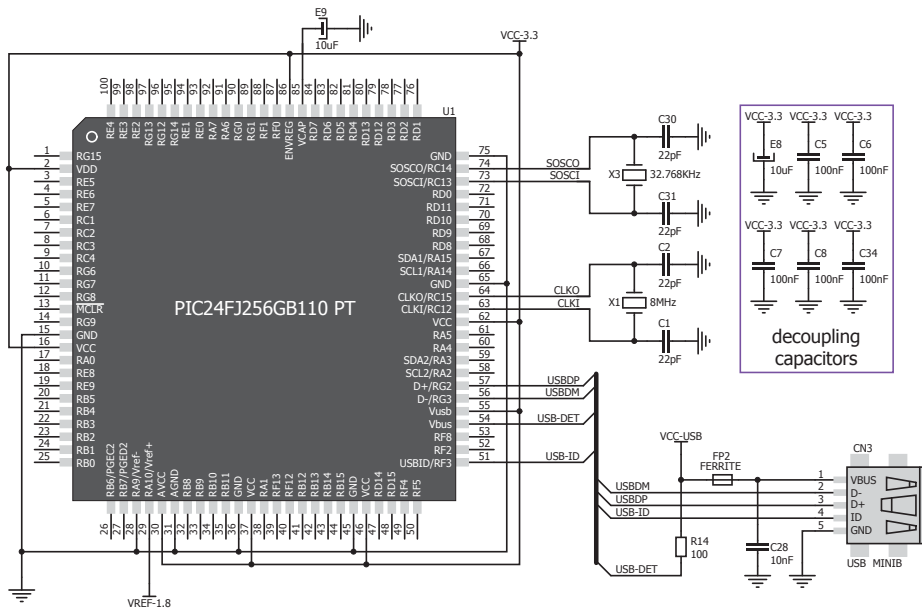 E9
10uF
VCC-3.3
100 99 98 97 96 95 94 93 92 91 90 89 88 87 86 85 84 83 82 81 80 79 78 77 76
U1
RE4 RE3 RE2 RG13 RG12 RG14 RE1 RE0 RA7 RA6 RG0 RG1 RF1 RF0 ENVREG VCAP RD7 RD6 RD5 RD4 RD13 RD12 RD3 RD2 RD1
1 RG15
2 VDD
3 RE5
4 RE6
5 RE7
6 RC1
7 RC2
8 RC3
9 RC4
10 RG6
11 RG7
12 RG8
13 MCLR
14 RG9
15 GND
16 VCC
17 RA0
18 RE8
19 RE9
20 RB5
21 RB4
22 RB3
23 RB2
24 RB1
25 RB0
PIC24FJ256GB110 PT
GND 75
SOSCO/RC14 74
SOSCI/RC13 73
RD0 72
RD11 71
RD10 70
RD9 69
RD8 68
SDA1/RA15 67
SCL1/RA14 66
GND 65
CLKO/RC15 64
CLKI/RC12 63
VCC 62
RA5 61
RA4 60
SDA2/RA3 59
SCL2/RA2 58
D+/RG2 57
D-/RG3 56
Vusb 55
Vbus 54
RF8 53
RF2 52
USBID/RF3 51
RB6/PGEC2 RB7/PGED2 RA9/Vref- RA10/Vref+ AVCC AGND RB8 RB9 RB10 RB11 GND VCC RA1 RF13 RF12 RB12 RB13 RB14 RB15 GND VCC RD14 RD15 RF4 RF5
26 27 28 29 30 31 32 33 34 35 36 37 38 39 40 41 42 43 44 45 46 47 48 49 50
VREF-1.8
SOSCO
SOSCI
C30
22pF
X3 32.768KHz
C31
22pF
CLKO
CLKI
C2
22pF
X1 8MHz
C1
22pF
USBDP
USBDM
USB-DET
USB-ID
VCC-3.3 VCC-3.3 VCC-3.3
E8 C5 C6
10uF 100nF 100nF
VCC-3.3 VCC-3.3 VCC-3.3
C7 C8 C34
100nF 100nF 100nF
decoupling
capacitors
VCC-USB
FP2
FERRITE
CN3
USBDM
USBDP
USB-ID
1 VBUS
2 D-
3 D+
4 ID
5 GND
R14
100
C28
10nF
USB-DET
USB MINIB